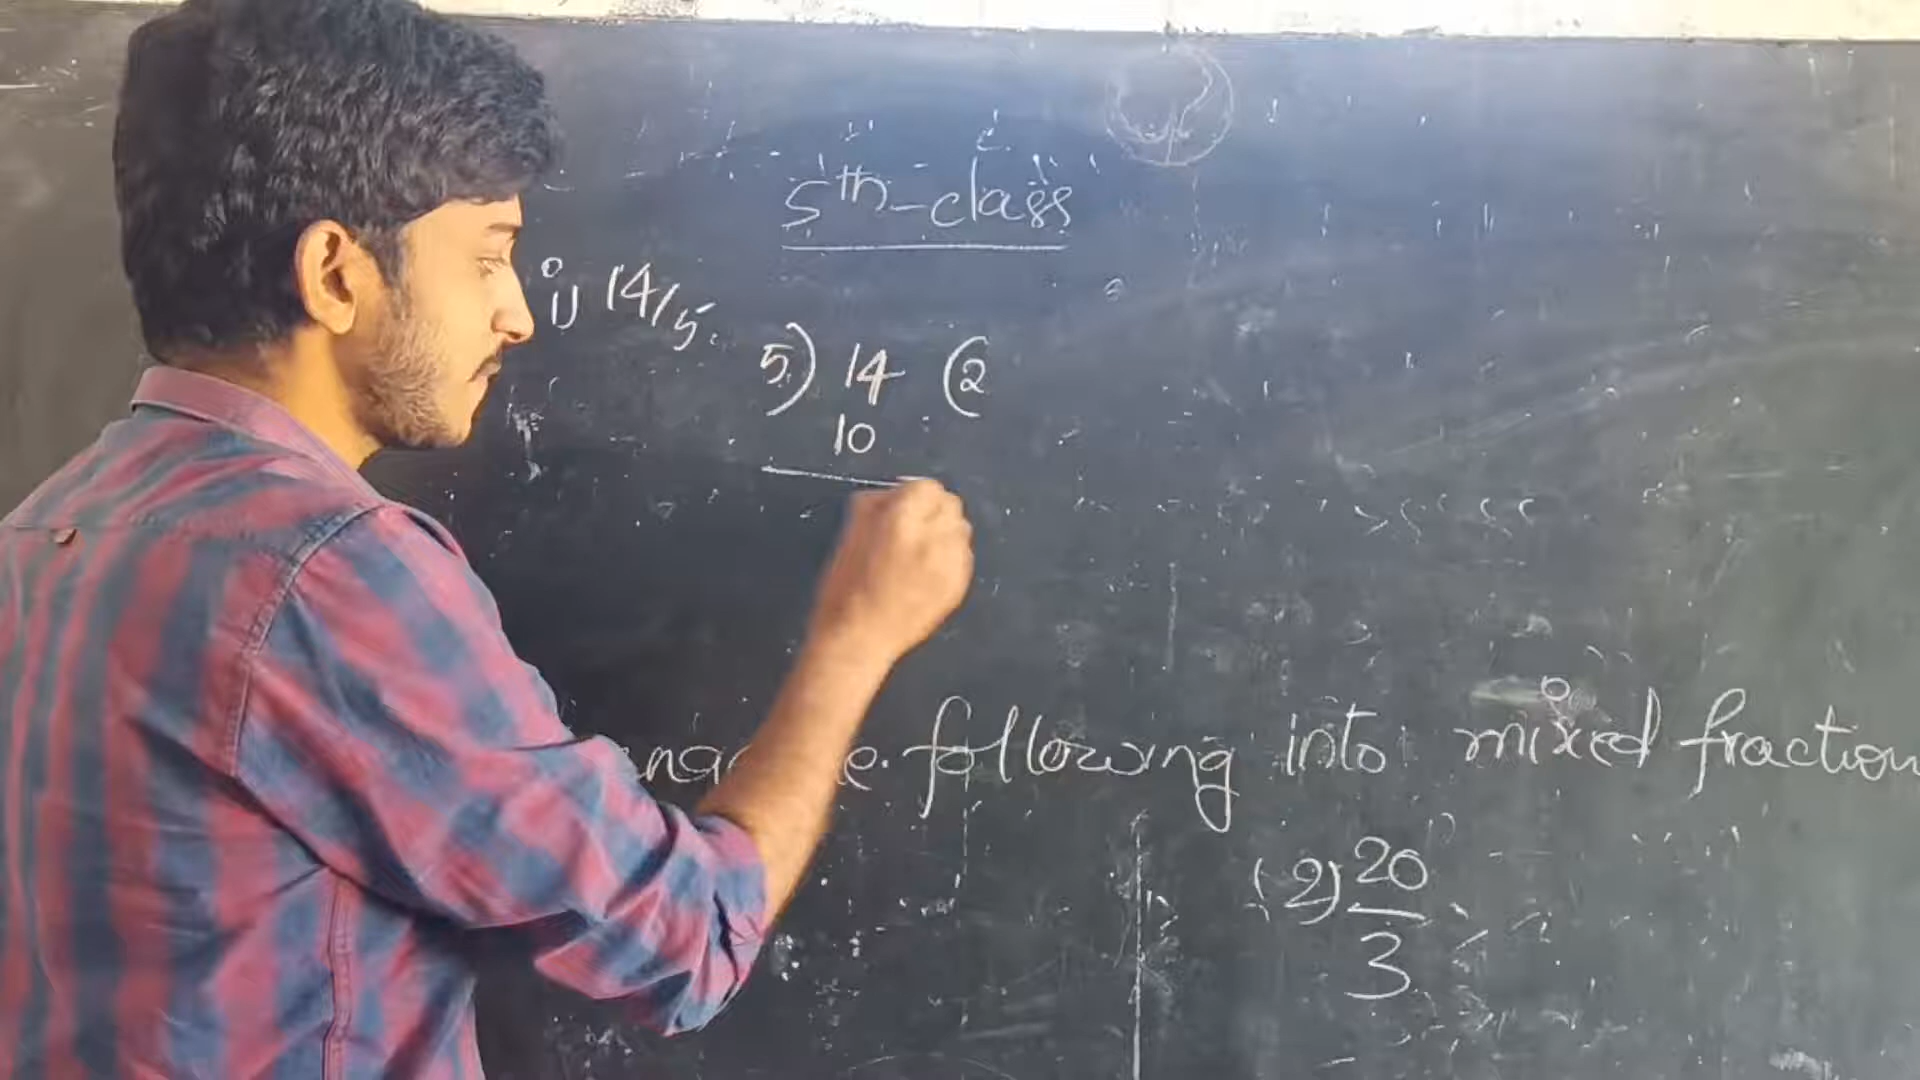 5th-class
i) 14/5.
5) 14 (2
10
following into mixed fraction
(2) 20
3